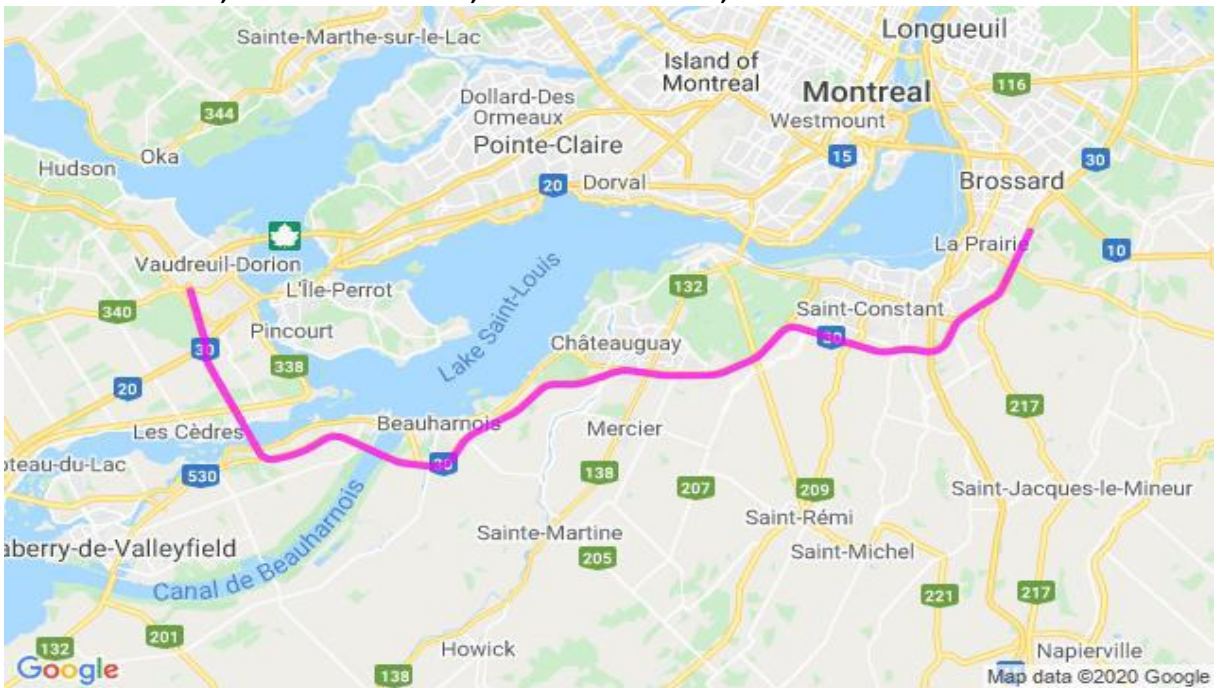 Sainte-Marthe-sur-le-Lac
Longueuil
Island of
Montreal
Montreal
116
Dollard-Des
Ormeaux
344
Westmount
Pointe-Claire
15
30
Oka
Hudson
20
Dorval
Brossard
La Prairie
10
Vaudreuil-Dorion
L'Île-Perrot
132
340
Saint-Constant
Pincourt
Lake Saint-Louis
30
30
Châteauguay
338
20
217
Les Cèdres
Beauharnois
Mercier
oteau-du-Lac
530
30
138
207
209
Saint-Jacques-le-Mineur
Canal de Beauharnois
Saint-Rémi
Sainte-Martine
aberry-de-Valleyfield
205
Saint-Michel
221
217
132
201
Howick
Napierville
138
Google
Map data ©2020 Google